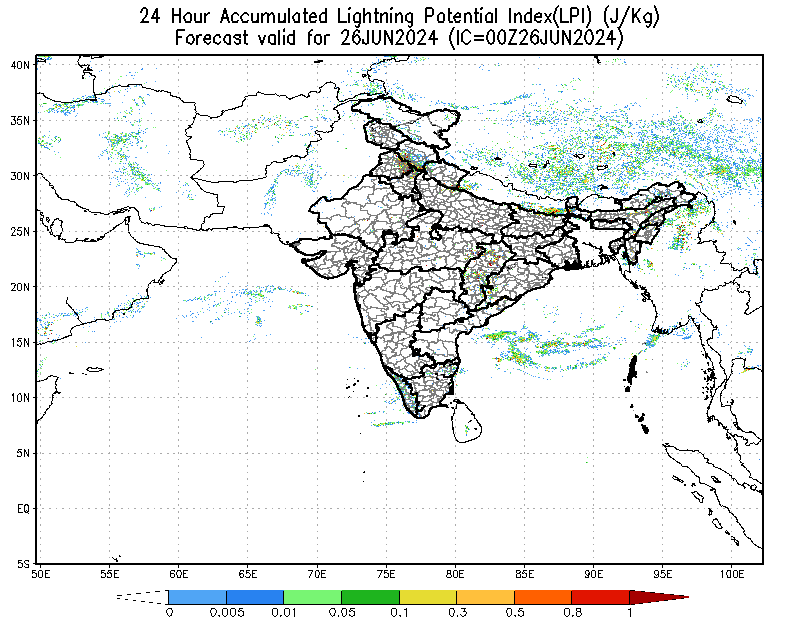 24 Hour Accumulated Lightning Potential Index(LPI) (J/Kg)
Forecast valid for 26JUN2024 (IC=00Z26JUN2024)
40N
35N
30N
25N
20N
15N
10N
5N
EQ
5S
50E 55E 60E 65E 70E 75E 80E 85E 90E 95E 100E
0 0.005 0.01 0.05 0.1 0.3 0.5 0.8 1